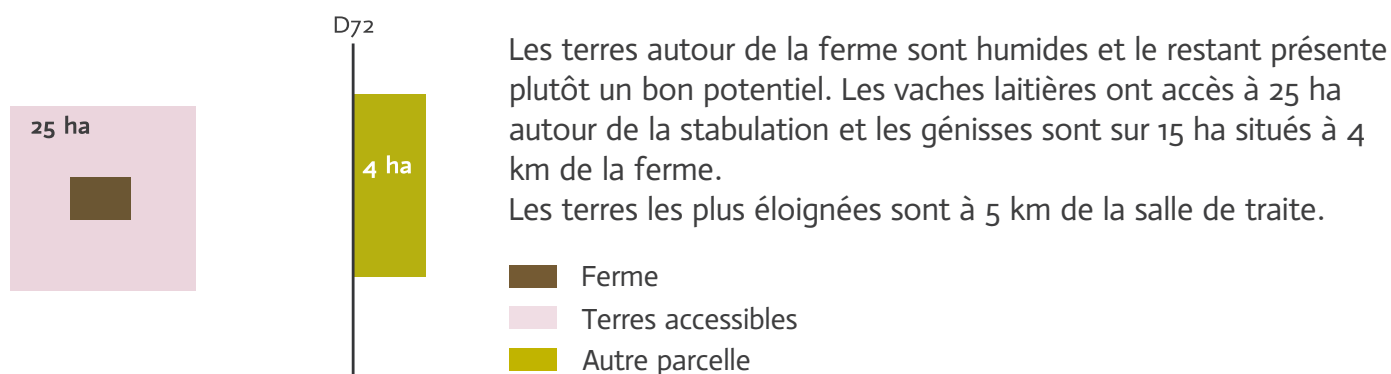 D72
25 ha
4 ha
Les terres autour de la ferme sont humides et le restant présente
plutôt un bon potentiel. Les vaches laitières ont accès à 25 ha
autour de la stabulation et les génisses sont sur 15 ha situés à 4
km de la ferme.
Les terres les plus éloignées sont à 5 km de la salle de traite.
Ferme
Terres accessibles
Autre parcelle